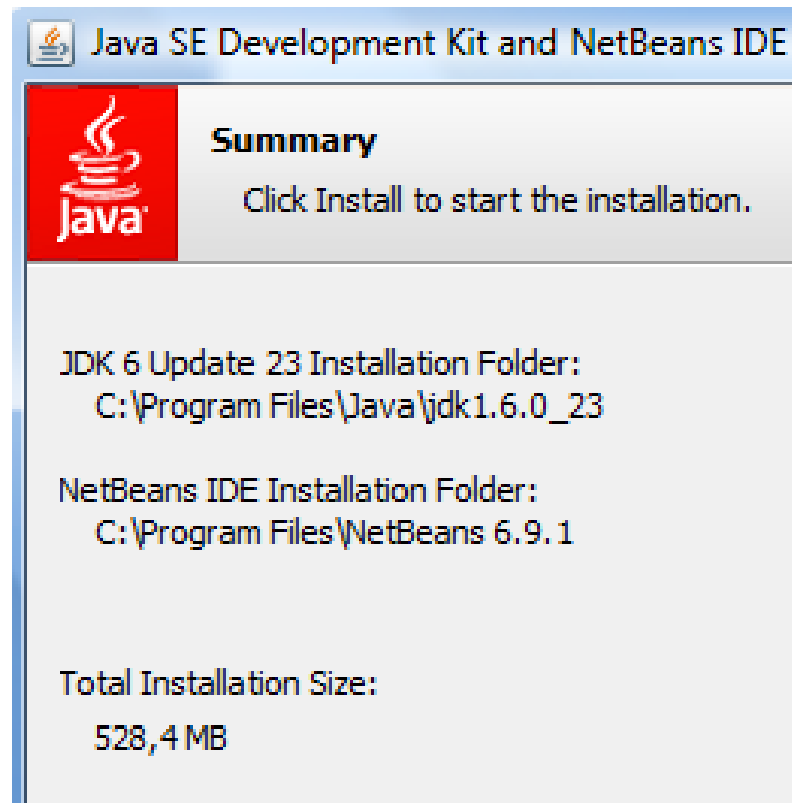 Java SE Development Kit and NetBeans IDE
Java
Summary
Click Install to start the installation.
JDK 6 Update 23 Installation Folder:
C:\Program Files\Java\jdk1.6.0_23
NetBeans IDE Installation Folder:
C:\Program Files\NetBeans 6.9.1
Total Installation Size:
528,4 MB